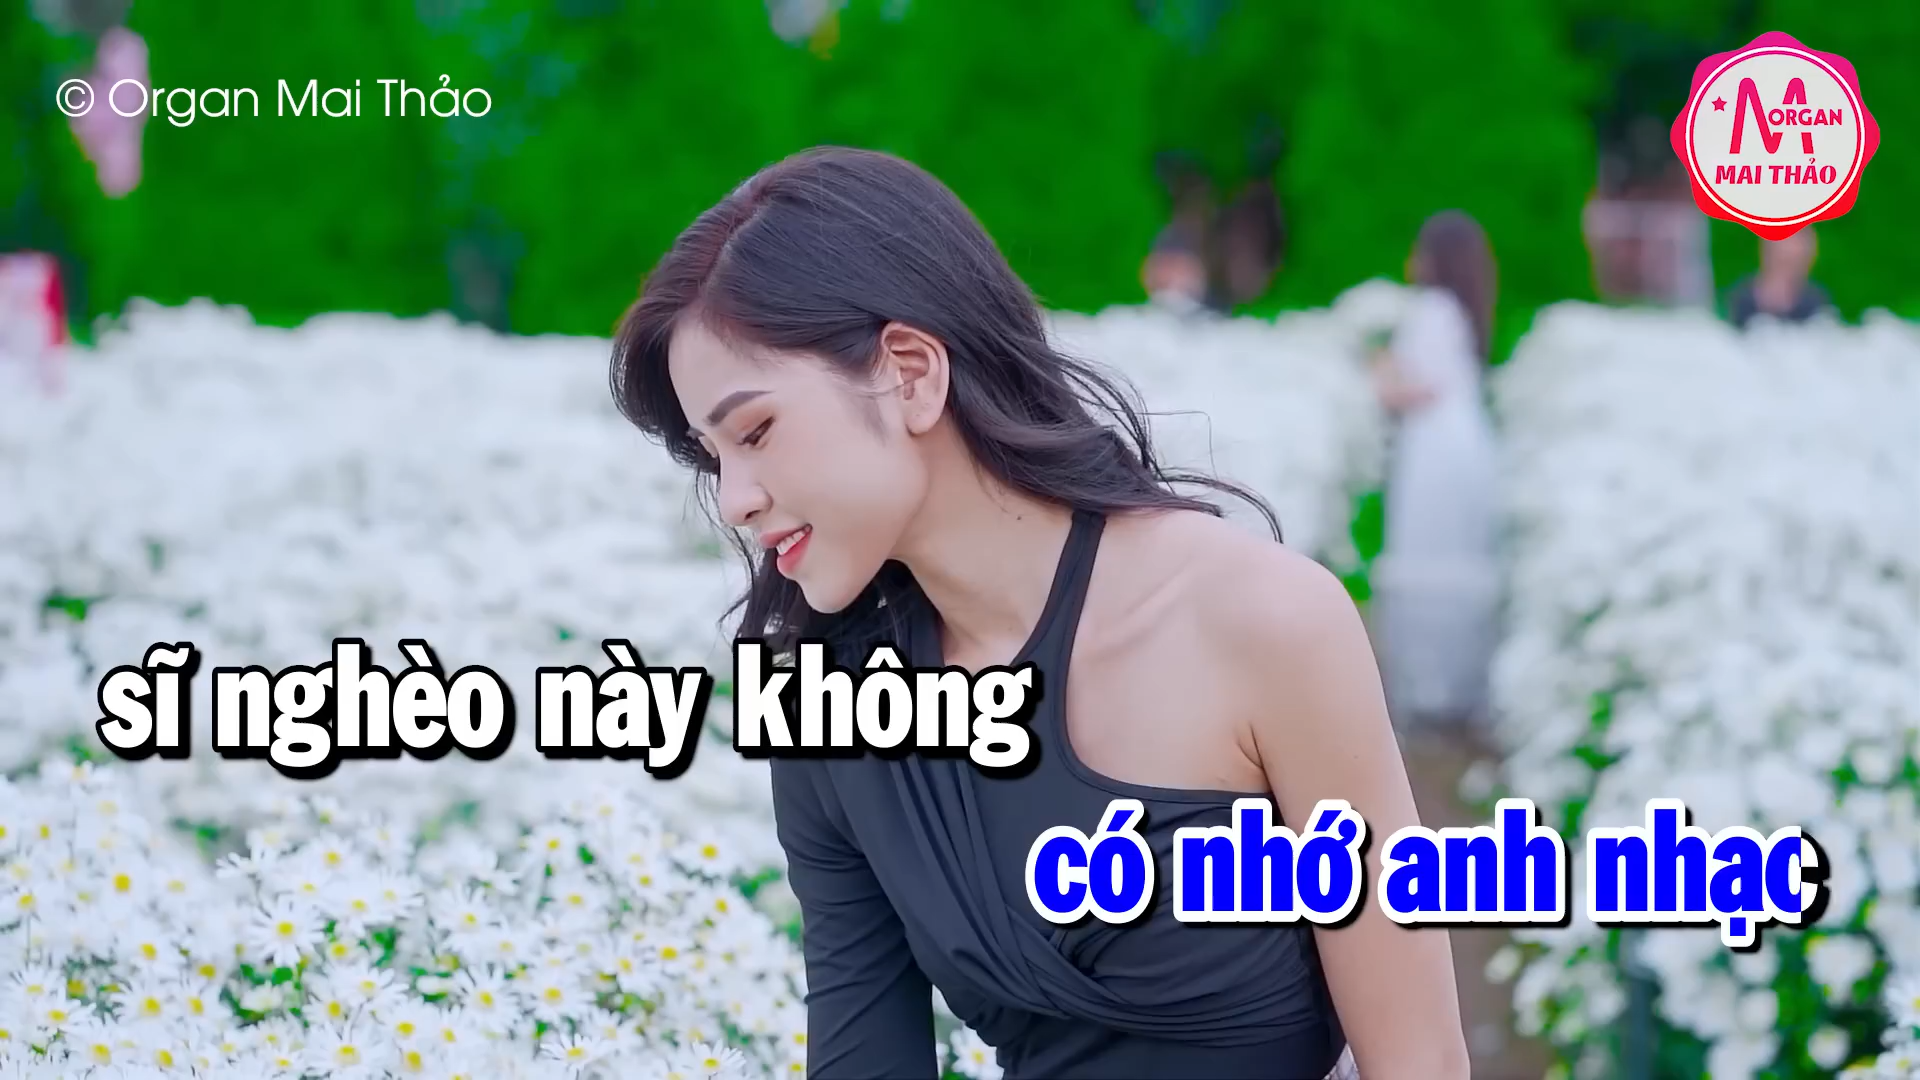 © Organ Mai Thảo
M ORGAN
MAI THẢO
sĩ nghèo này không
có nhớ anh nhạc